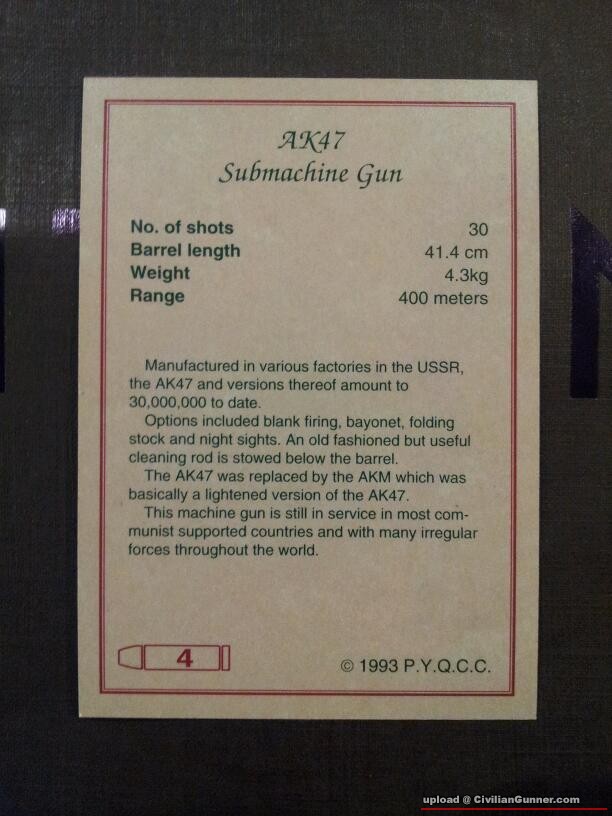 AK47
Submachine Gun
No. of shots 30
Barrel length 41.4 cm
Weight 4.3kg
Range 400 meters
Manufactured in various factories in the USSR,
the AK47 and versions thereof amount to
30,000,000 to date.
Options included blank firing, bayonet, folding
stock and night sights. An old fashioned but useful
cleaning rod is stowed below the barrel.
The AK47 was replaced by the AKM which was
basically a lightened version of the AK47.
This machine gun is still in service in most com-
munist supported countries and with many irregular
forces throughout the world.
4
© 1993 P.Y.Q.C.C.
upload @ CivilianGunner.com